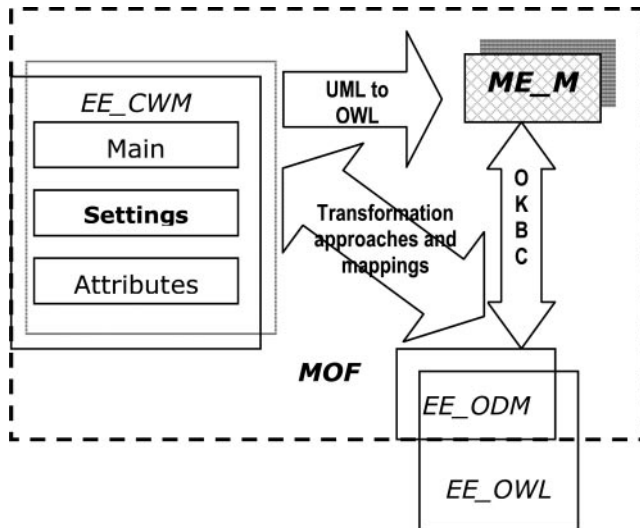 EE_CWM
Main
Settings
Attributes
UML to
OWL
ME_M
O
K
B
C
Transformation
approaches and
mappings
MOF
EE_ODM
EE_OWL